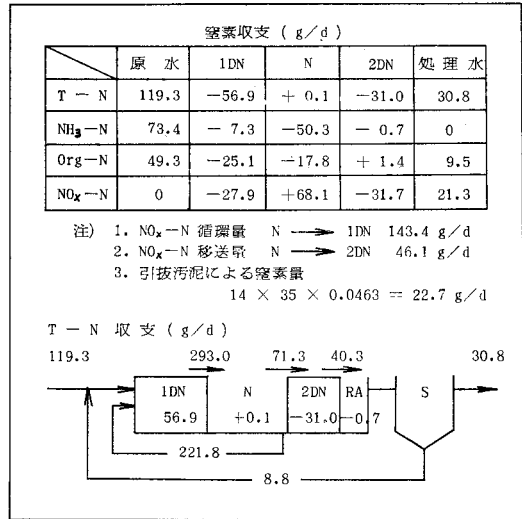 窒素収支 ( g/d )
原 水 1DN N 2DN 処理水
T － N 119.3 −56.9 + 0.1 −31.0 30.8
NH₃−N 73.4 − 7.3 −50.3 − 0.7 0
Org−N 49.3 −25.1 −17.8 + 1.4 9.5
NOx−N 0 −27.9 +68.1 −31.7 21.3
注) 1. NOx−N 循環量 N → 1DN 143.4 g/d
2. NOx−N 移送量 N → 2DN 46.1 g/d
3. 引抜汚泥による窒素量
14 × 35 × 0.0463 = 22.7 g/d
T − N 収支 ( g/d )
119.3 293.0 71.3 40.3 30.8
1DN N 2DN RA S
56.9 +0.1 −31.0 −0.7
221.8
8.8